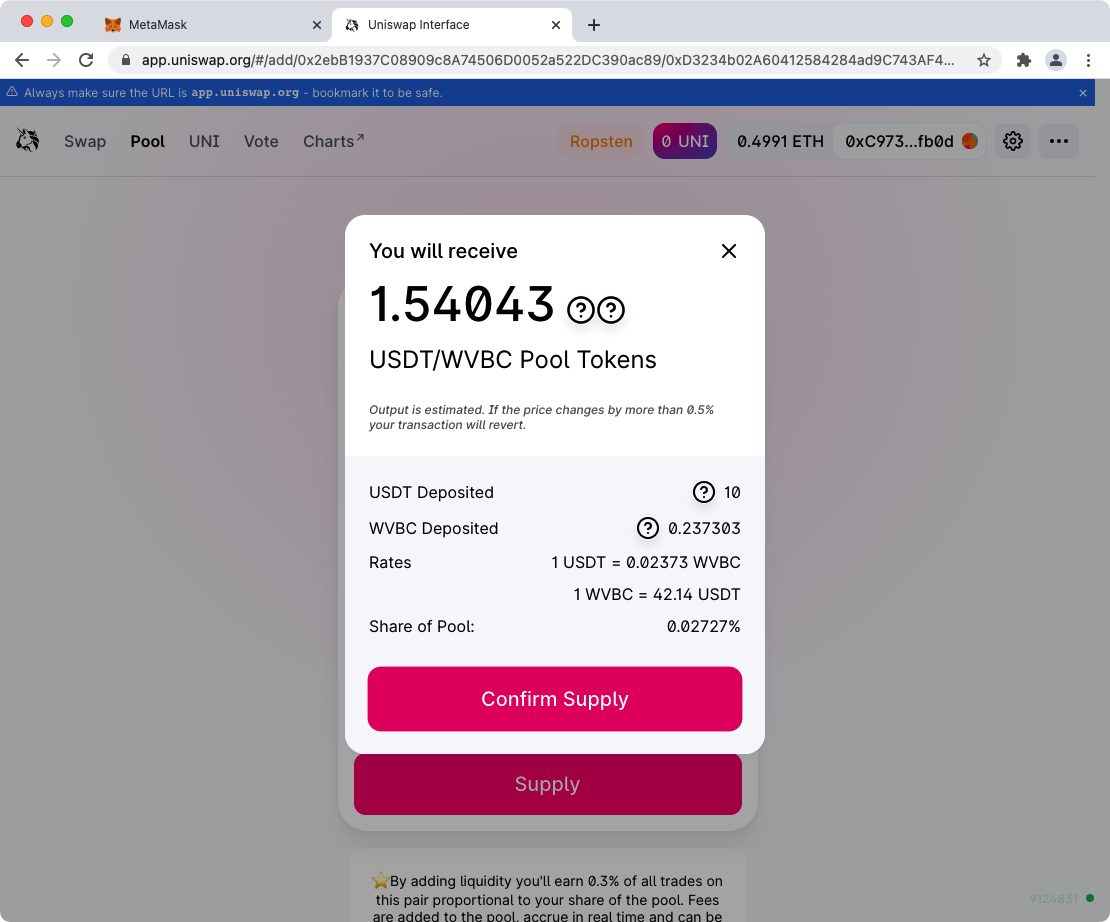 MetaMask
Uniswap Interface
app.uniswap.org/#/add/0x2ebB1937C08909c8A74506D0052a522DC390ac89/0xD3234b02A60412584284ad9C743AF4...
Always make sure the URL is app.uniswap.org - bookmark it to be safe.
Swap Pool UNI Vote Charts↗ Ropsten 0 UNI 0.4991 ETH 0xC973...fb0d
You will receive
1.54043
USDT/WVBC Pool Tokens
Output is estimated. If the price changes by more than 0.5%
your transaction will revert.
USDT Deposited 10
WVBC Deposited 0.237303
Rates 1 USDT = 0.02373 WVBC
1 WVBC = 42.14 USDT
Share of Pool: 0.02727%
Confirm Supply
Supply
⭐By adding liquidity you'll earn 0.3% of all trades on
this pair proportional to your share of the pool. Fees
are added to the pool, accrue in real time and can be
9124831